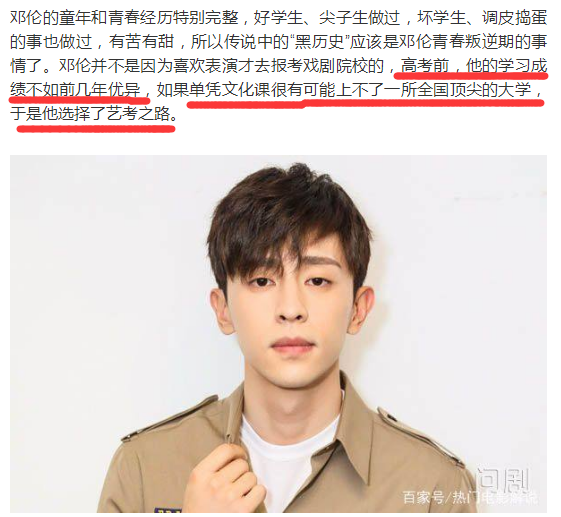 邓伦的童年和青春经历特别完整，好学生、尖子生做过，坏学生、调皮捣蛋
的事也做过，有苦有甜，所以传说中的“黑历史”应该是邓伦青春叛逆期的事
情了。邓伦并不是因为喜欢表演才去报考戏剧院校的，高考前，他的学习成
绩不如前几年优异，如果单凭文化课很有可能上不了一所全国顶尖的大学，
于是他选择了艺考之路。
问剧
百家号/热门电影解说